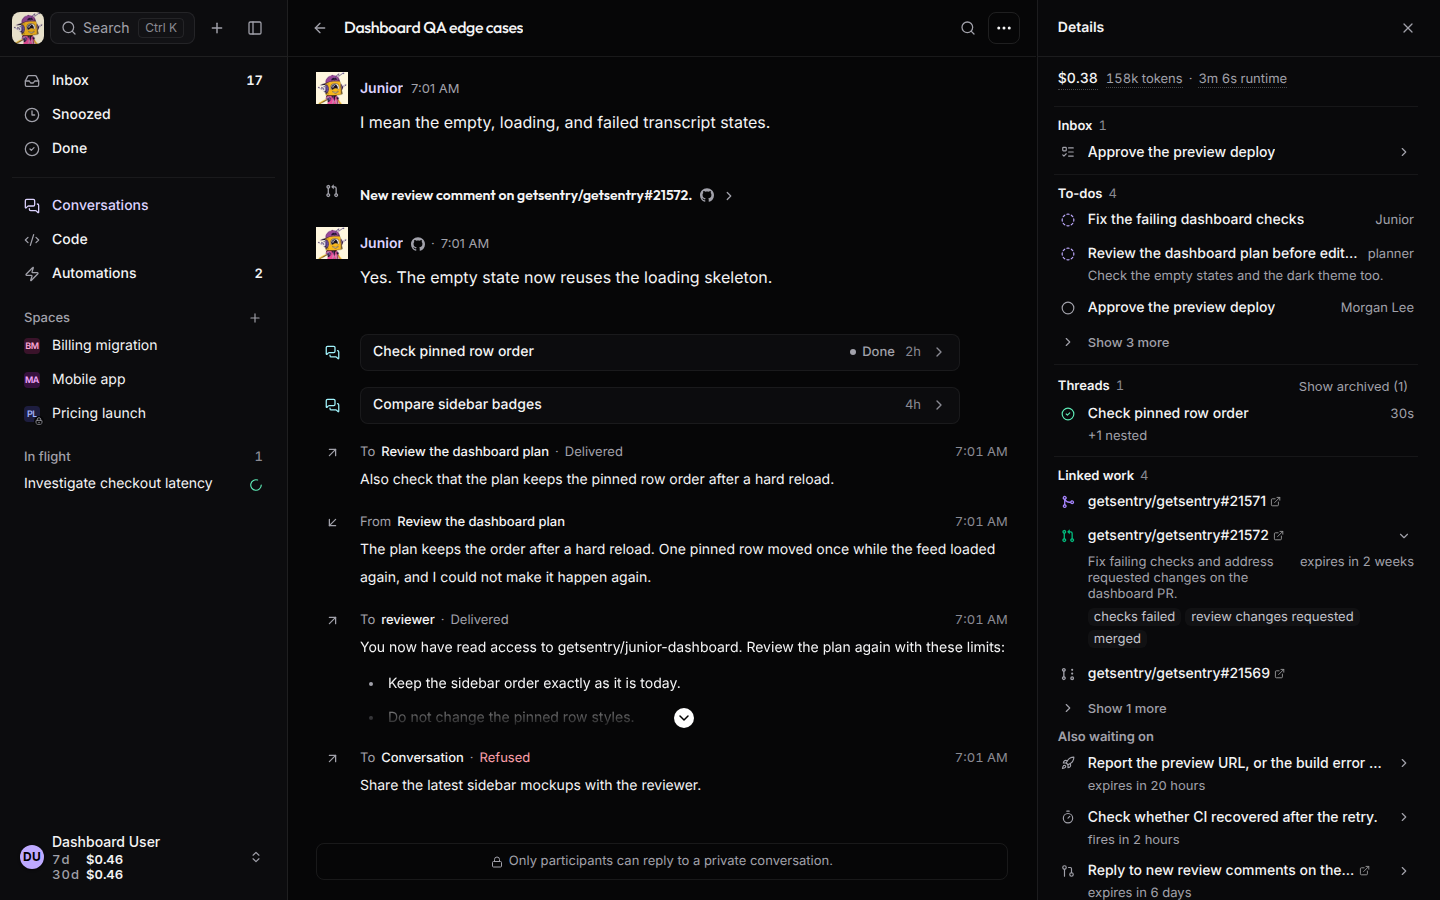 Search Ctrl K
Inbox 17
Snoozed
Done
Conversations
Code
Automations 2
Spaces
BM Billing migration
MA Mobile app
PL Pricing launch
In flight 1
Investigate checkout latency
DU Dashboard User
7d $0.46
30d $0.46
Dashboard QA edge cases
Junior 7:01 AM
I mean the empty, loading, and failed transcript states.
New review comment on getsentry/getsentry#21572.
Junior · 7:01 AM
Yes. The empty state now reuses the loading skeleton.
Check pinned row order Done 2h
Compare sidebar badges 4h
To Review the dashboard plan · Delivered 7:01 AM
Also check that the plan keeps the pinned row order after a hard reload.
From Review the dashboard plan 7:01 AM
The plan keeps the order after a hard reload. One pinned row moved once while the feed loaded
again, and I could not make it happen again.
To reviewer · Delivered 7:01 AM
You now have read access to getsentry/junior-dashboard. Review the plan again with these limits:
• Keep the sidebar order exactly as it is today.
• Do not change the pinned row styles.
To Conversation · Refused 7:01 AM
Share the latest sidebar mockups with the reviewer.
Only participants can reply to a private conversation.
Details
$0.38 158k tokens · 3m 6s runtime
Inbox 1
Approve the preview deploy
To-dos 4
Fix the failing dashboard checks Junior
Review the dashboard plan before edit... planner
Check the empty states and the dark theme too.
Approve the preview deploy Morgan Lee
Show 3 more
Threads 1 Show archived (1)
Check pinned row order 30s
+1 nested
Linked work 4
getsentry/getsentry#21571
getsentry/getsentry#21572
Fix failing checks and address expires in 2 weeks
requested changes on the
dashboard PR.
checks failed review changes requested
merged
getsentry/getsentry#21569
Show 1 more
Also waiting on
Report the preview URL, or the build error ...
expires in 20 hours
Check whether CI recovered after the retry.
fires in 2 hours
Reply to new review comments on the...
expires in 6 days